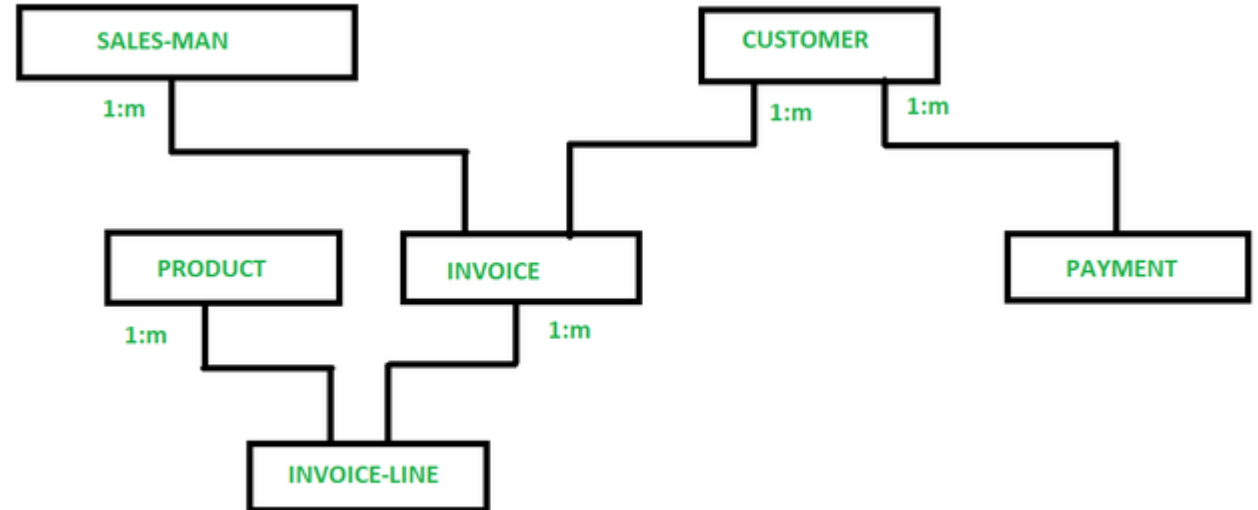 SALES-MAN
CUSTOMER
1:m
1:m
1:m
PRODUCT
INVOICE
PAYMENT
1:m
1:m
INVOICE-LINE